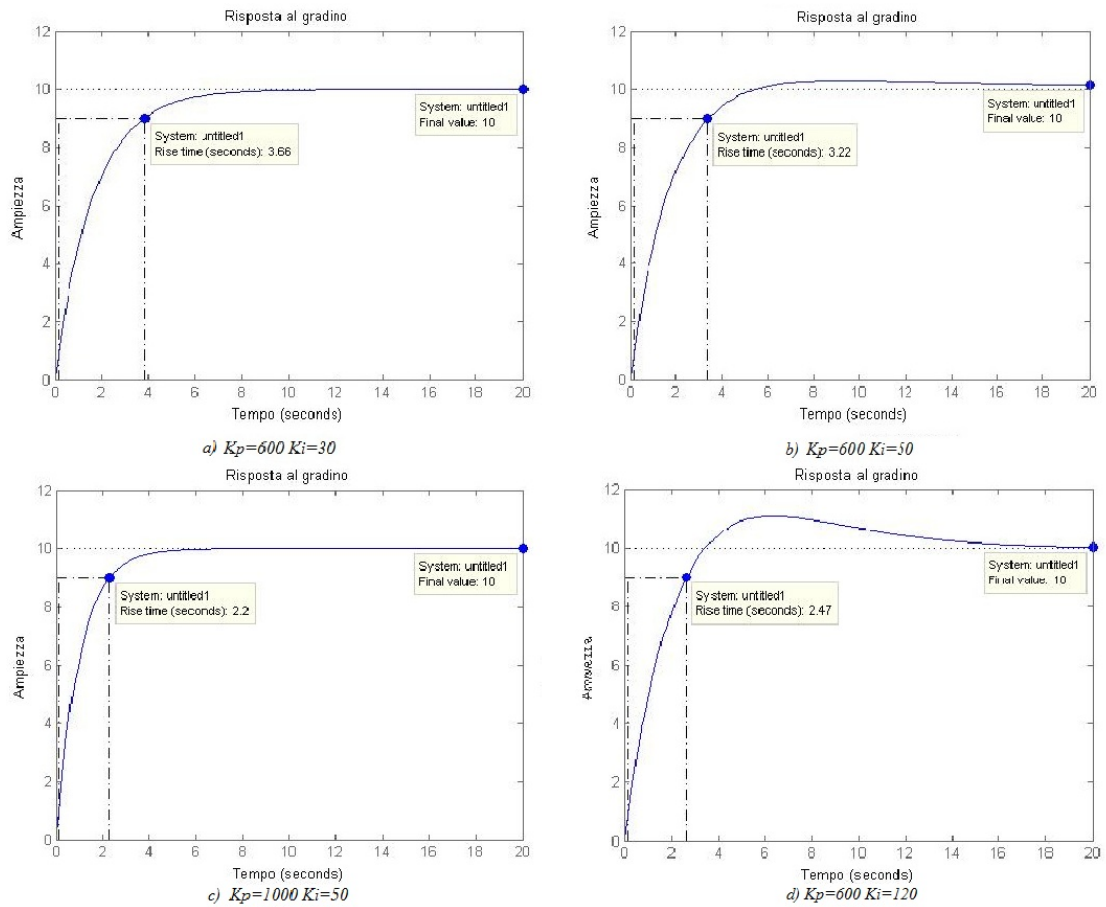 Risposta al gradino
12
10
8
6
4
2
0
Ampiezza
System: untitled1
Final value: 10
System: untitled1
Rise time (seconds): 3.66
0 2 4 6 8 10 12 14 16 18 20
Tempo (seconds)
a) Kp=600 Ki=30
Risposta al gradino
12
10
8
6
4
2
0
Ampiezza
System: untitled1
Final value: 10
System: untitled1
Rise time (seconds): 3.22
0 2 4 6 8 10 12 14 16 18 20
Tempo (seconds)
b) Kp=600 Ki=50
Risposta al gradino
12
10
8
6
4
2
0
Ampiezza
System: untitled1
Final value: 10
System: untitled1
Rise time (seconds): 2.2
0 2 4 6 8 10 12 14 16 18 20
Tempo (seconds)
c) Kp=1000 Ki=50
Risposta al gradino
12
10
8
6
4
2
0
Ampiezza
System: untitled1
Final value: 10
System: untitled1
Rise time (seconds): 2.47
0 2 4 6 8 10 12 14 16 18 20
Tempo (seconds)
d) Kp=600 Ki=120